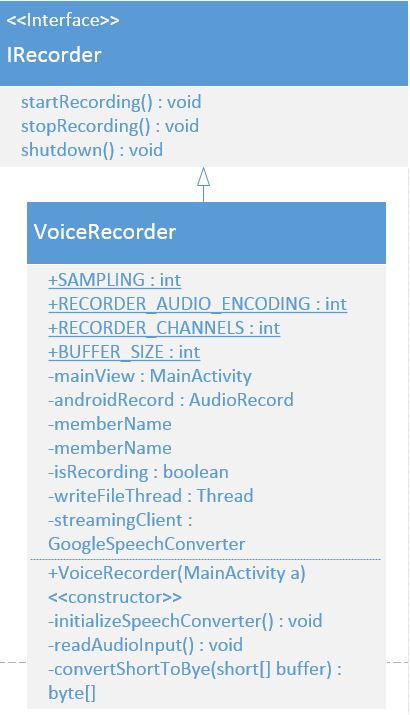 <<Interface>>
IRecorder
startRecording() : void
stopRecording() : void
shutdown() : void
VoiceRecorder
+SAMPLING : int
+RECORDER_AUDIO_ENCODING : int
+RECORDER_CHANNELS : int
+BUFFER_SIZE : int
-mainView : MainActivity
-androidRecord : AudioRecord
-memberName
-memberName
-isRecording : boolean
-writeFileThread : Thread
-streamingClient :
GoogleSpeechConverter
+VoiceRecorder(MainActivity a)
<<constructor>>
-initializeSpeechConverter() : void
-readAudioInput() : void
-convertShortToBye(short[] buffer) :
byte[]